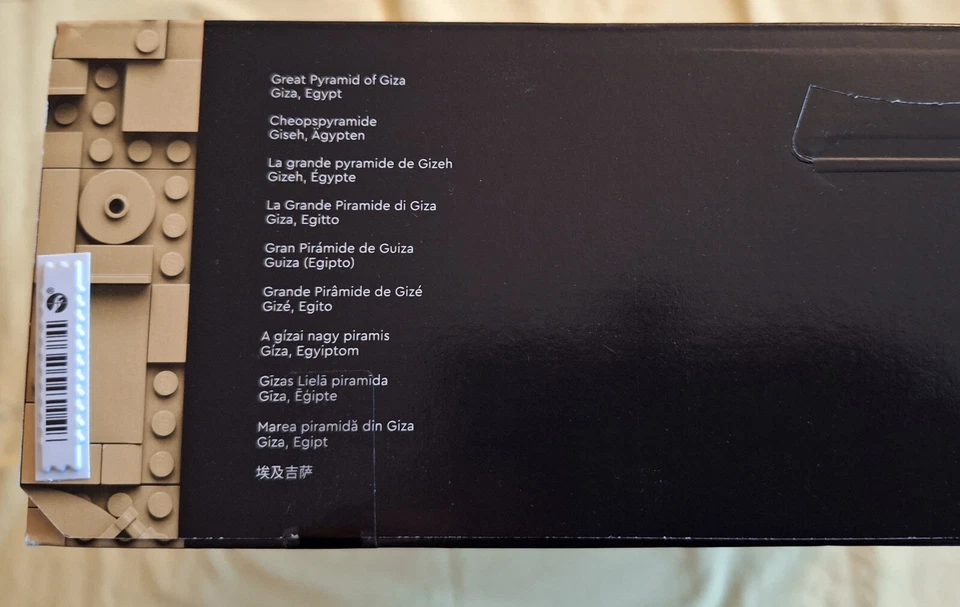 Great Pyramid of Giza
Giza, Egypt
Cheopspyramide
Giseh, Ägypten
La grande pyramide de Gizeh
Gizeh, Égypte
La Grande Piramide di Giza
Giza, Egitto
Gran Pirámide de Guiza
Guiza (Egipto)
Grande Pirâmide de Gizé
Gizé, Egito
A gízai nagy piramis
Gíza, Egyiptom
Gīzas Lielā piramīda
Gīza, Ēģipte
Marea piramidă din Giza
Giza, Egipt
埃及吉萨